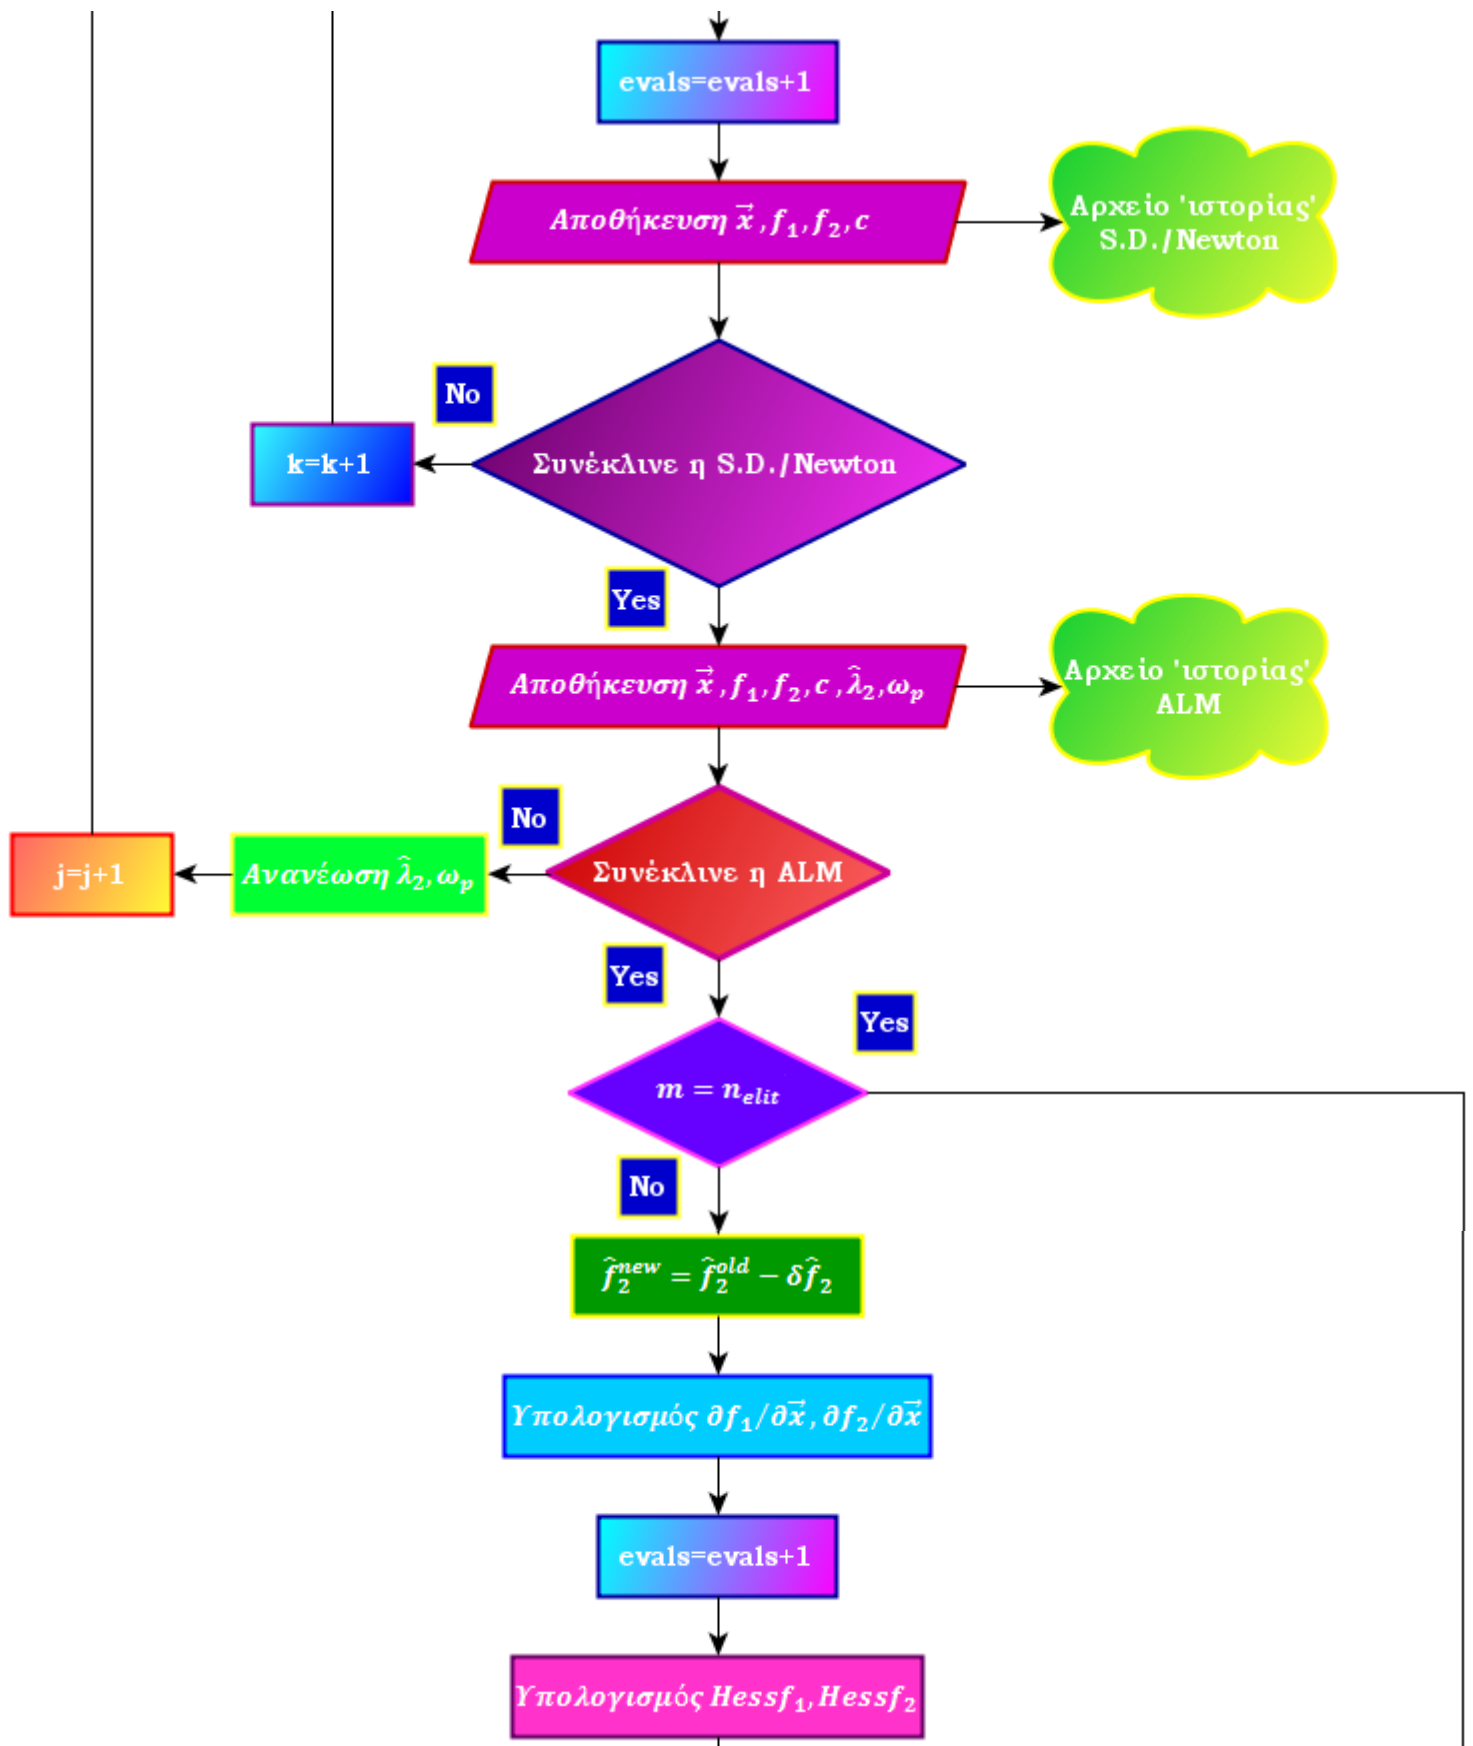 evals=evals+1
Αποθήκευση x⃗ , f₁, f₂, c
Αρχείο 'ιστορίας'
S.D./Newton
No
k=k+1
Συνέκλινε η S.D./Newton
Yes
Αποθήκευση x⃗ , f₁, f₂, c , λ̂₂, ωₚ
Αρχείο 'ιστορίας'
ALM
No
j=j+1
Ανανέωση λ̂₂, ωₚ
Συνέκλινε η ALM
Yes
Yes
m = n_{elit}
No
f̂₂^{new} = f̂₂^{old} − δf̂₂
Υπολογισμός ∂f₁/∂x⃗ , ∂f₂/∂x⃗
evals=evals+1
Υπολογισμός Hessf₁, Hessf₂